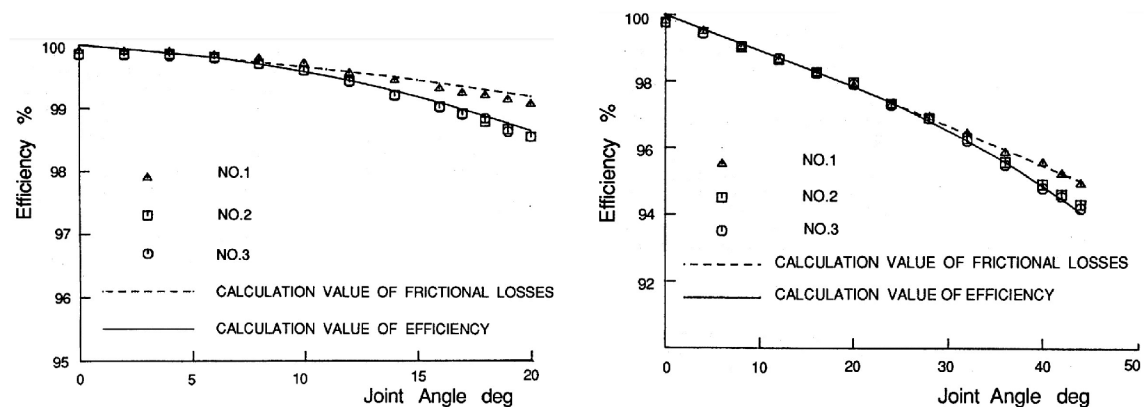 100
99
98
97
96
95
Efficiency %
NO.1
NO.2
NO.3
CALCULATION VALUE OF FRICTIONAL LOSSES
CALCULATION VALUE OF EFFICIENCY
0 5 10 15 20
Joint Angle deg
100
98
96
94
92
Efficiency %
NO.1
NO.2
NO.3
CALCULATION VALUE OF FRICTIONAL LOSSES
CALCULATION VALUE OF EFFICIENCY
0 10 20 30 40 50
Joint Angle deg